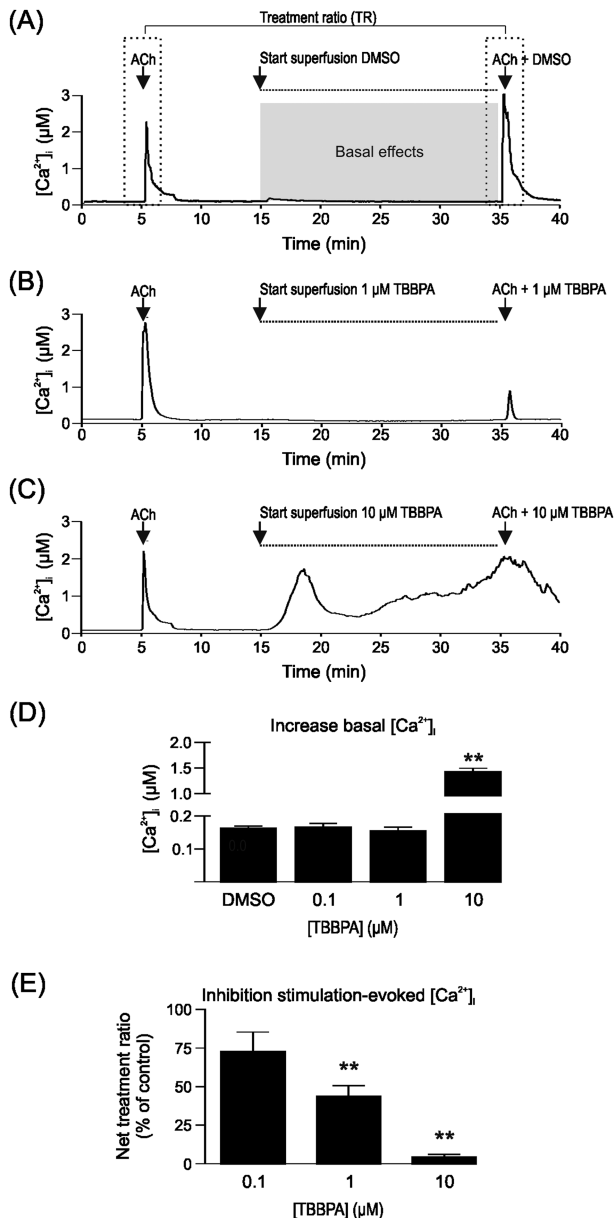 (A)
Treatment ratio (TR)
ACh
Start superfusion DMSO
ACh + DMSO
[Ca²⁺]ᵢ (µM)
3
2
1
0
Basal effects
0 5 10 15 20 25 30 35 40
Time (min)
(B)
ACh
Start superfusion 1 µM TBBPA
ACh + 1 µM TBBPA
[Ca²⁺]ᵢ (µM)
3
2
1
0
0 5 10 15 20 25 30 35 40
Time (min)
(C)
ACh
Start superfusion 10 µM TBBPA
ACh + 10 µM TBBPA
[Ca²⁺]ᵢ (µM)
3
2
1
0
0 5 10 15 20 25 30 35 40
Time (min)
(D)
Increase basal [Ca²⁺]ᵢ
[Ca²⁺]ᵢ (µM)
2.0
1.5
1.0
0.2
0.1
0.0
**
DMSO 0.1 1 10
[TBBPA] (µM)
(E)
Inhibition stimulation-evoked [Ca²⁺]ᵢ
Net treatment ratio
(% of control)
100
75
50
25
0
**
**
0.1 1 10
[TBBPA] (µM)